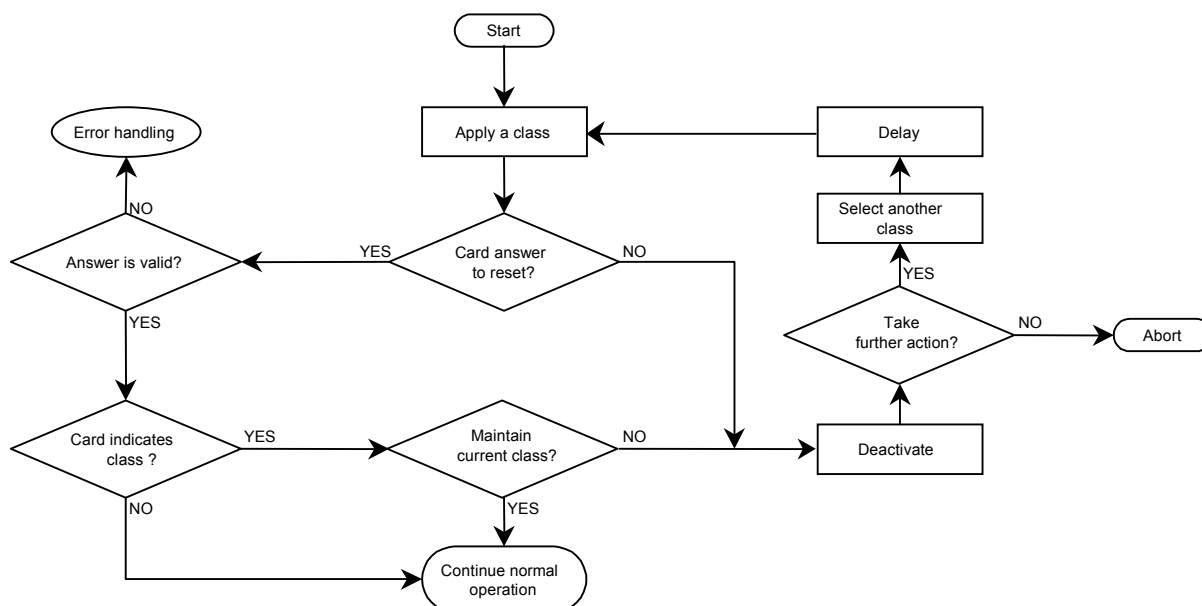 Start
Error handling
Apply a class
Delay
Select another
class
NO
Answer is valid?
YES
Card answer
to reset?
NO
YES
YES
Take
further action?
NO
Abort
Card indicates
class ?
YES
Maintain
current class?
NO
Deactivate
NO
YES
Continue normal
operation